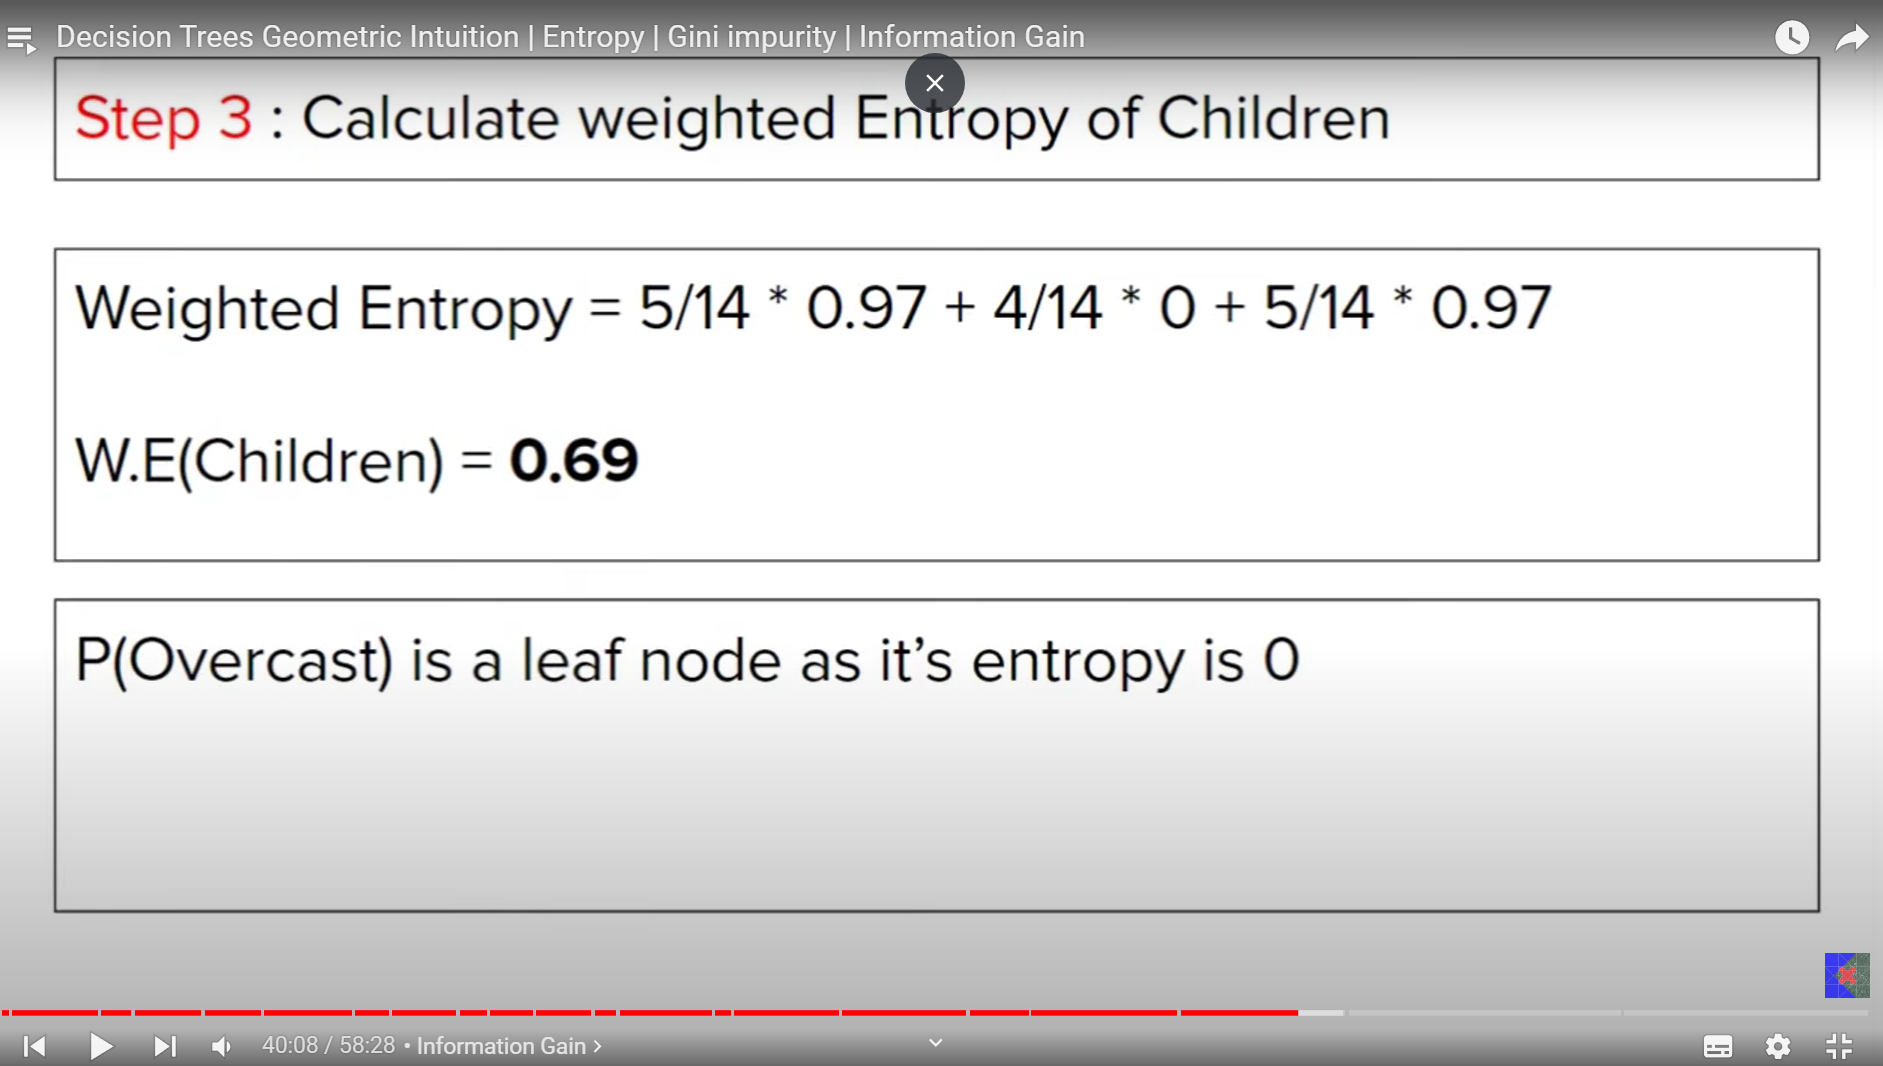 Decision Trees Geometric Intuition | Entropy | Gini impurity | Information Gain
Step 3 : Calculate weighted Entropy of Children
Weighted Entropy = 5/14 * 0.97 + 4/14 * 0 + 5/14 * 0.97
W.E(Children) = 0.69
P(Overcast) is a leaf node as it’s entropy is 0
40:08 / 58:28 • Information Gain >